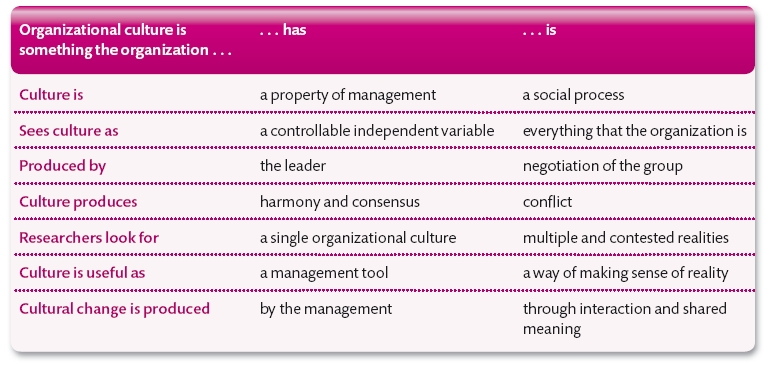 Organizational culture is
something the organization . . .
. . . has
. . . is
Culture is
a property of management
a social process
Sees culture as
a controllable independent variable
everything that the organization is
Produced by
the leader
negotiation of the group
Culture produces
harmony and consensus
conflict
Researchers look for
a single organizational culture
multiple and contested realities
Culture is useful as
a management tool
a way of making sense of reality
Cultural change is produced
by the management
through interaction and shared
meaning